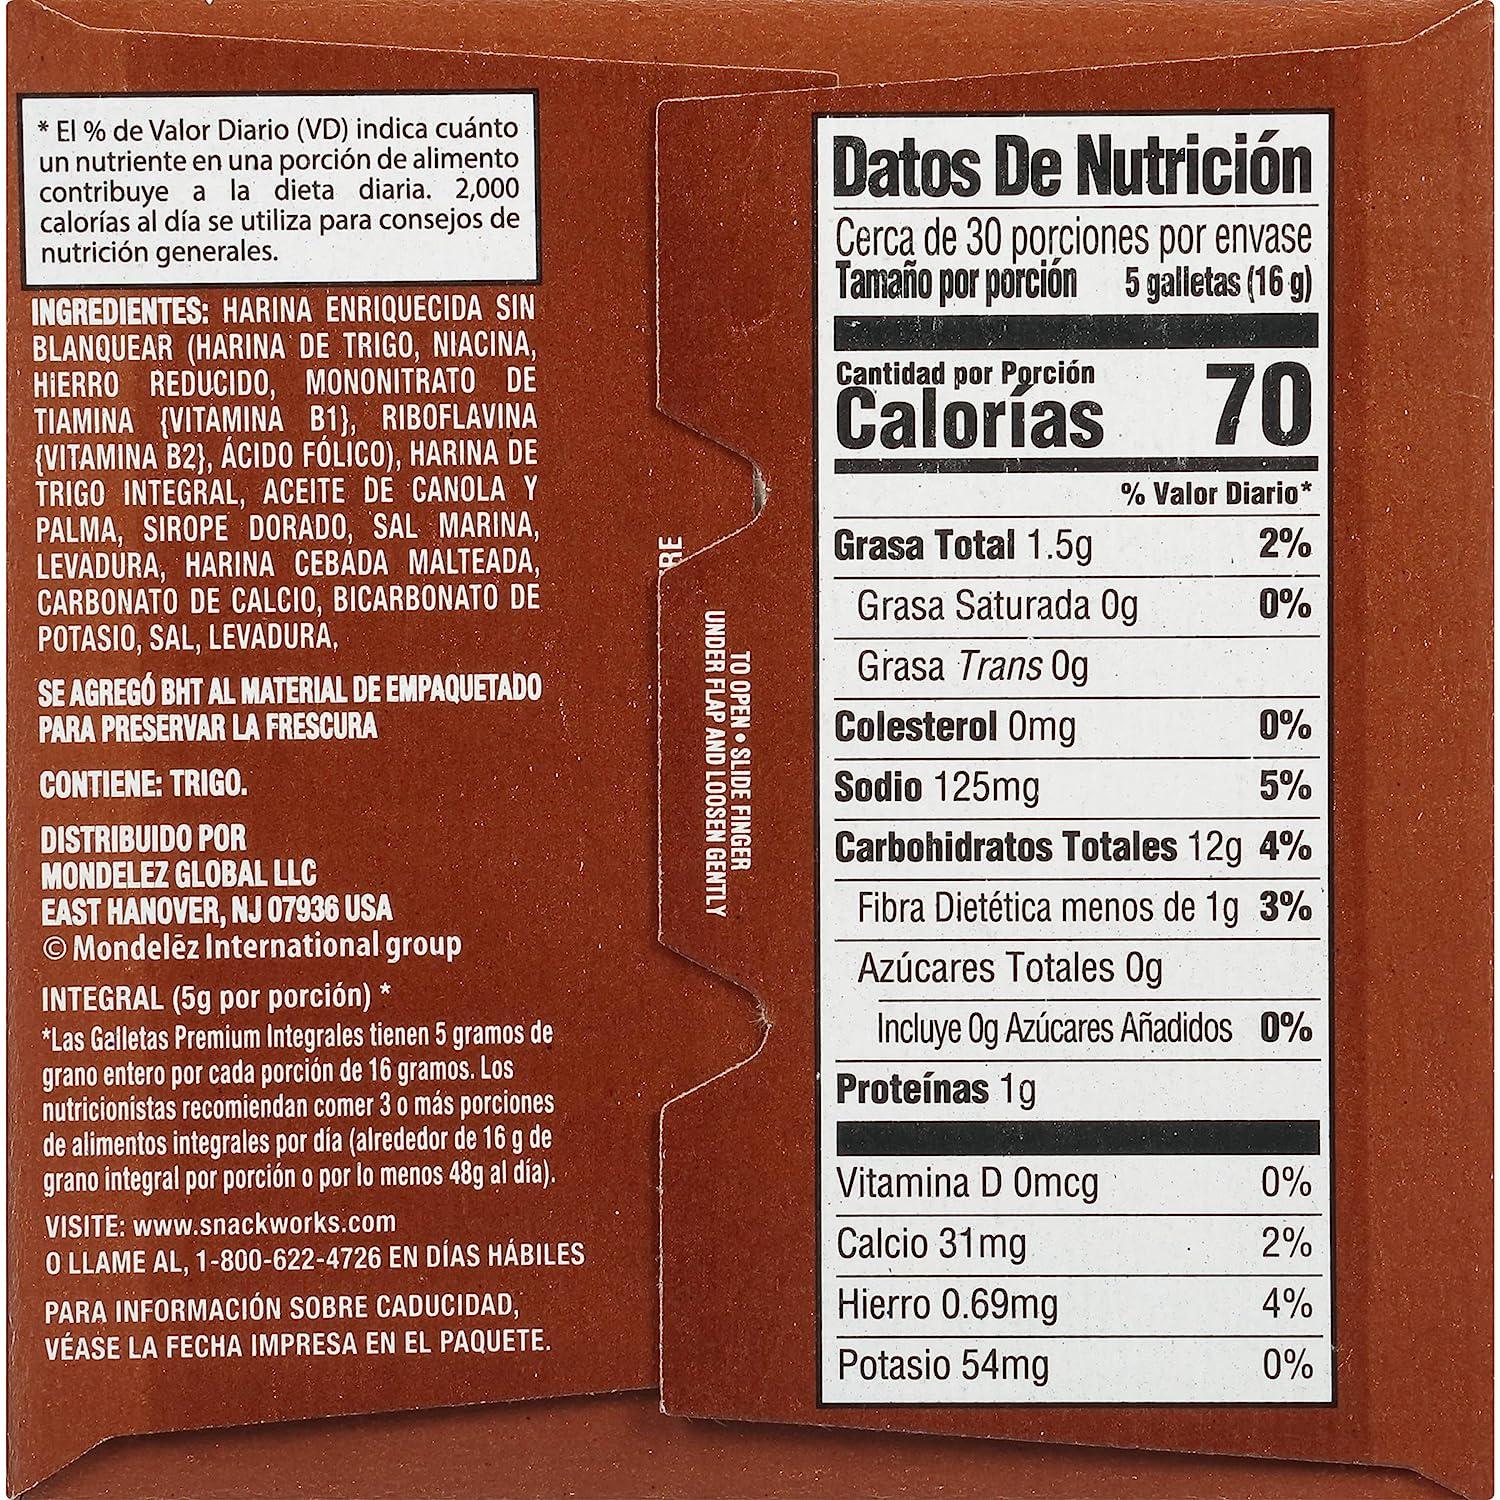 * El % de Valor Diario (VD) indica cuánto
un nutriente en una porción de alimento
contribuye a la dieta diaria. 2,000
calorías al día se utiliza para consejos de
nutrición generales.
INGREDIENTES: HARINA ENRIQUECIDA SIN
BLANQUEAR (HARINA DE TRIGO, NIACINA,
HIERRO REDUCIDO, MONONITRATO DE
TIAMINA {VITAMINA B1}, RIBOFLAVINA
{VITAMINA B2}, ÁCIDO FÓLICO), HARINA DE
TRIGO INTEGRAL, ACEITE DE CANOLA Y
PALMA, SIROPE DORADO, SAL MARINA,
LEVADURA, HARINA CEBADA MALTEADA,
CARBONATO DE CALCIO, BICARBONATO DE
POTASIO, SAL, LEVADURA.
SE AGREGÓ BHT AL MATERIAL DE EMPAQUETADO
PARA PRESERVAR LA FRESCURA
CONTIENE: TRIGO.
DISTRIBUIDO POR
MONDELEZ GLOBAL LLC
EAST HANOVER, NJ 07936 USA
© Mondelēz International group
INTEGRAL (5g por porción) *
*Las Galletas Premium Integrales tienen 5 gramos de
grano entero por cada porción de 16 gramos. Los
nutricionistas recomiendan comer 3 o más porciones
de alimentos integrales por día (alrededor de 16 g de
grano integral por porción o por lo menos 48g al día).
VISITE: www.snackworks.com
O LLAME AL, 1-800-622-4726 EN DÍAS HÁBILES
PARA INFORMACIÓN SOBRE CADUCIDAD,
VÉASE LA FECHA IMPRESA EN EL PAQUETE.
RE
TO OPEN • SLIDE FINGER
UNDER FLAP AND LOOSEN GENTLY
Datos De Nutrición
Cerca de 30 porciones por envase
Tamaño por porción 5 galletas (16 g)
Cantidad por Porción
Calorías 70
% Valor Diario*
Grasa Total 1.5g 2%
Grasa Saturada 0g 0%
Grasa Trans 0g
Colesterol 0mg 0%
Sodio 125mg 5%
Carbohidratos Totales 12g 4%
Fibra Dietética menos de 1g 3%
Azúcares Totales 0g
Incluye 0g Azúcares Añadidos 0%
Proteínas 1g
Vitamina D 0mcg 0%
Calcio 31mg 2%
Hierro 0.69mg 4%
Potasio 54mg 0%